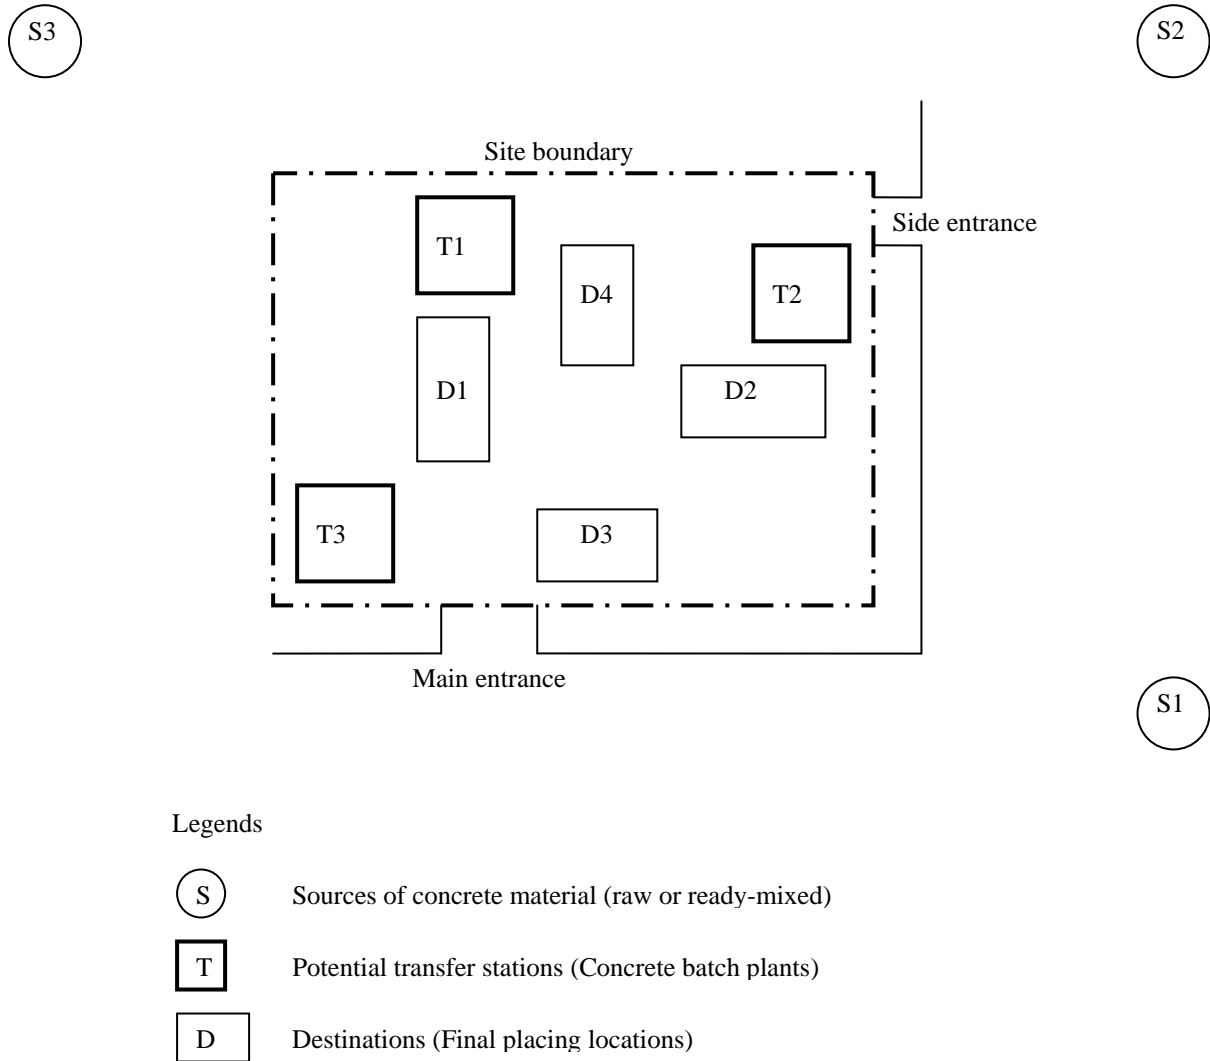 S3
S2
Site boundary
Side entrance
T1
D4
T2
D1
D2
T3
D3
Main entrance
S1
Legends
S Sources of concrete material (raw or ready-mixed)
T Potential transfer stations (Concrete batch plants)
D Destinations (Final placing locations)